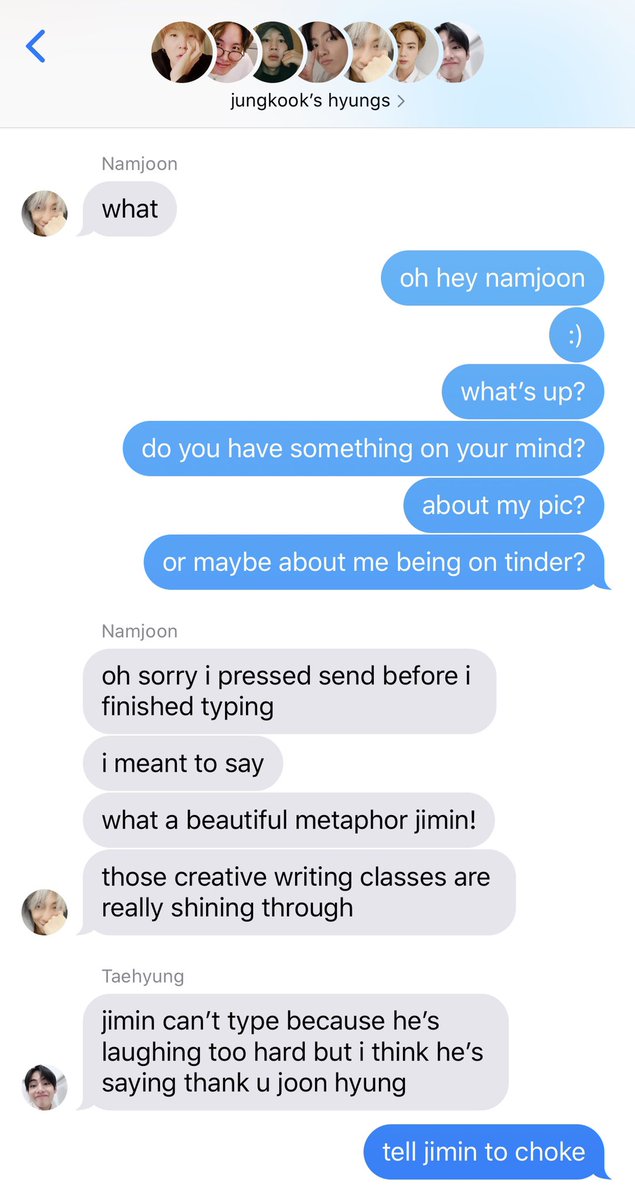 jungkook’s hyungs
Namjoon
what
oh hey namjoon
:)
what’s up?
do you have something on your mind?
about my pic?
or maybe about me being on tinder?
Namjoon
oh sorry i pressed send before i
finished typing
i meant to say
what a beautiful metaphor jimin!
those creative writing classes are
really shining through
Taehyung
jimin can’t type because he’s
laughing too hard but i think he’s
saying thank u joon hyung
tell jimin to choke